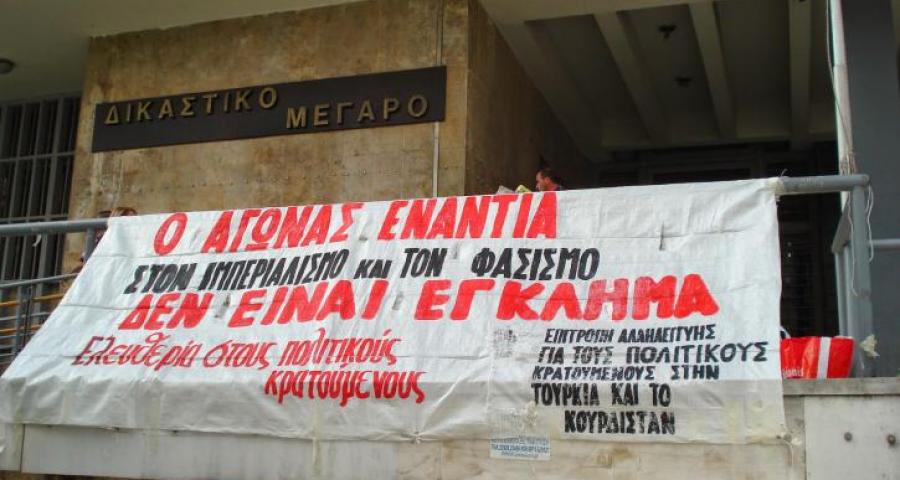 ΔΙΚΑΣΤΙΚΟ ΜΕΓΑΡΟ
Ο ΑΓΩΝΑΣ ΕΝΑΝΤΙΑ
ΣΤΟΝ ΙΜΠΕΡΙΑΛΙΣΜΟ και ΤΟΝ ΦΑΣΙΣΜΟ
ΔΕΝ ΕΙΝΑΙ ΕΓΚΛΗΜΑ
Ελευθερία στους πολιτικούς
κρατούμενους
ΕΠΙΤΡΟΠΗ ΑΛΛΗΛΕΓΓΥΗΣ
ΓΙΑ ΤΟΥΣ ΠΟΛΙΤΙΚΟΥΣ
ΚΡΑΤΟΥΜΕΝΟΥΣ ΣΤΗΝ
ΤΟΥΡΚΙΑ ΚΑΙ ΤΟ
ΚΟΥΡΔΙΣΤΑΝ